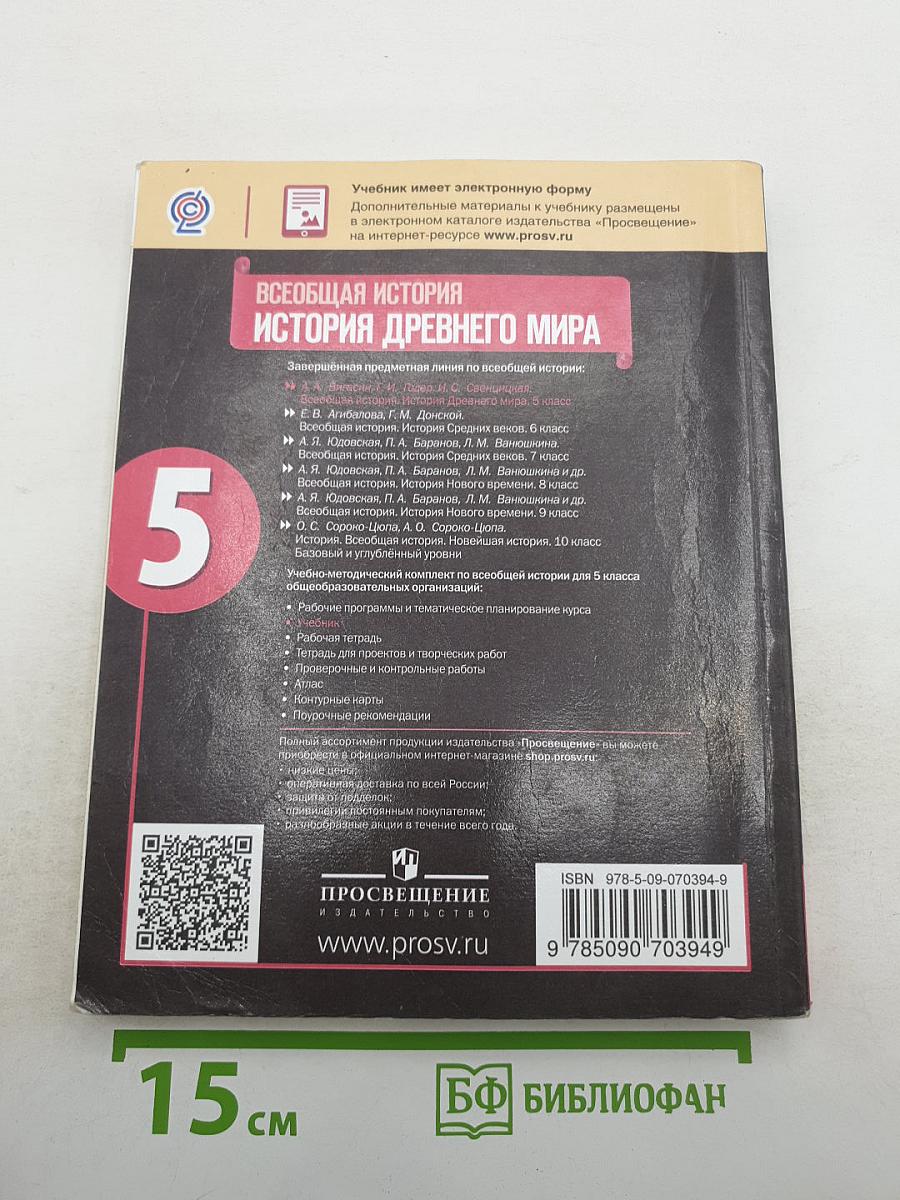 Учебник имеет электронную форму
Дополнительные материалы к учебнику размещены
в электронном каталоге издательства «Просвещение»
на интернет-ресурсе www.prosv.ru
ВСЕОБЩАЯ ИСТОРИЯ
ИСТОРИЯ ДРЕВНЕГО МИРА
Завершённая предметная линия по всеобщей истории:
А. А. Вигасин, Г. И. Годер, И. С. Свенцицкая.
Всеобщая история. История Древнего мира. 5 класс
Е. В. Агибалова, Г. М. Донской.
Всеобщая история. История Средних веков. 6 класс
А. Я. Юдовская, П. А. Баранов, Л. М. Ванюшкина.
Всеобщая история. История Средних веков. 7 класс
А. Я. Юдовская, П. А. Баранов, Л. М. Ванюшкина и др.
Всеобщая история. История Нового времени. 8 класс
А. Я. Юдовская, П. А. Баранов, Л. М. Ванюшкина и др.
Всеобщая история. История Нового времени. 9 класс
О. С. Сороко-Цюпа, А. О. Сороко-Цюпа.
История. Всеобщая история. Новейшая история. 10 класс
Базовый и углублённый уровни
5
Учебно-методический комплект по всеобщей истории для 5 класса
общеобразовательных организаций:
• Рабочие программы и тематическое планирование курса
• Учебник
• Рабочая тетрадь
• Тетрадь для проектов и творческих работ
• Проверочные и контрольные работы
• Атлас
• Контурные карты
• Поурочные рекомендации
Полный ассортимент продукции издательства «Просвещение» вы можете
приобрести в официальном интернет-магазине shop.prosv.ru:
• низкие цены;
• оперативная доставка по всей России;
• защита от подделок;
• привилегии постоянным покупателям;
• разнообразные акции в течение всего года.
ПРОСВЕЩЕНИЕ
ИЗДАТЕЛЬСТВО
www.prosv.ru
ISBN 978-5-09-070394-9
9 785090 703949
15 см
БФ БИБЛИОФАН